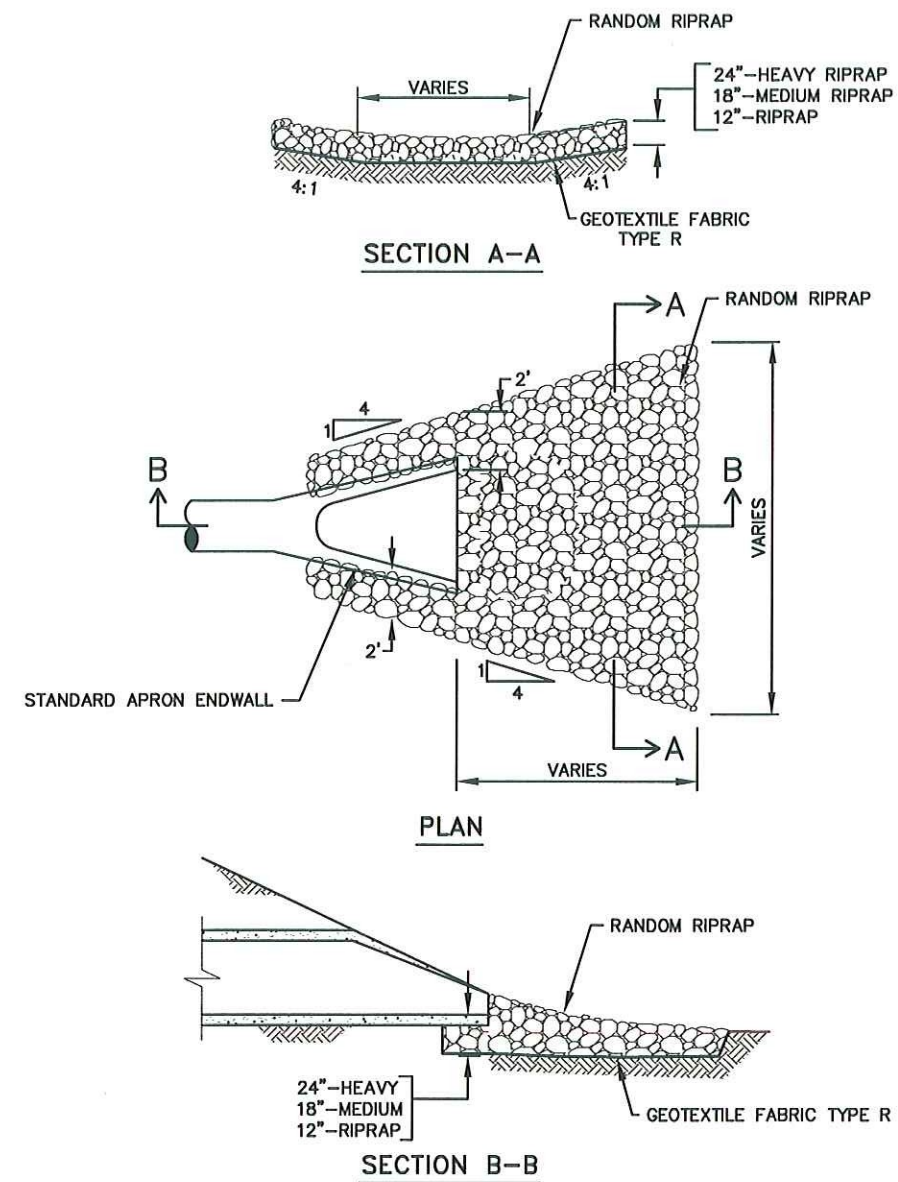 RANDOM RIPRAP
VARIES
24"-HEAVY RIPRAP
18"-MEDIUM RIPRAP
12"-RIPRAP
4:1
4:1
GEOTEXTILE FABRIC
TYPE R
SECTION A-A
A
RANDOM RIPRAP
2'
4
1
B
B
VARIES
2'
1
4
STANDARD APRON ENDWALL
A
VARIES
PLAN
RANDOM RIPRAP
24"-HEAVY
18"-MEDIUM
12"-RIPRAP
GEOTEXTILE FABRIC TYPE R
SECTION B-B